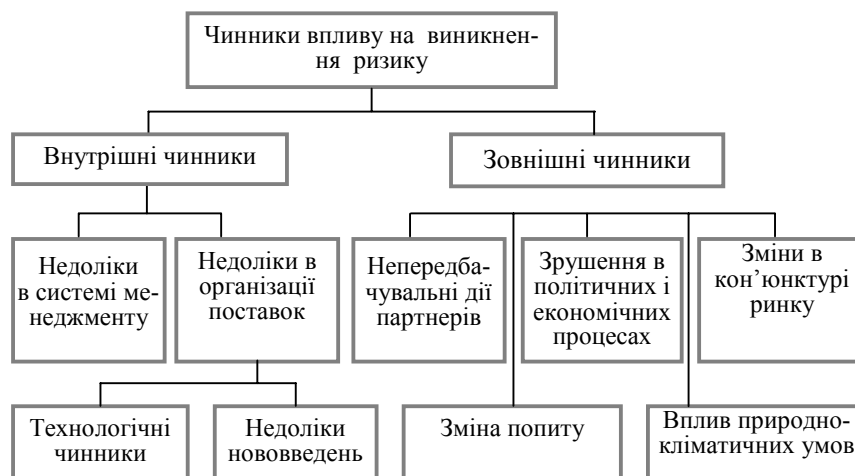 Чинники впливу на виникнен-
ня ризику
Внутрішні чинники
Зовнішні чинники
Недоліки
в системі ме-
неджменту
Недоліки в
організації
поставок
Непередба-
чувальні дії
партнерів
Зрушення в
політичних і
економічних
процесах
Зміни в
кон’юнктурі
ринку
Технологічні
чинники
Недоліки
нововведень
Зміна попиту
Вплив природно-
кліматичних умов